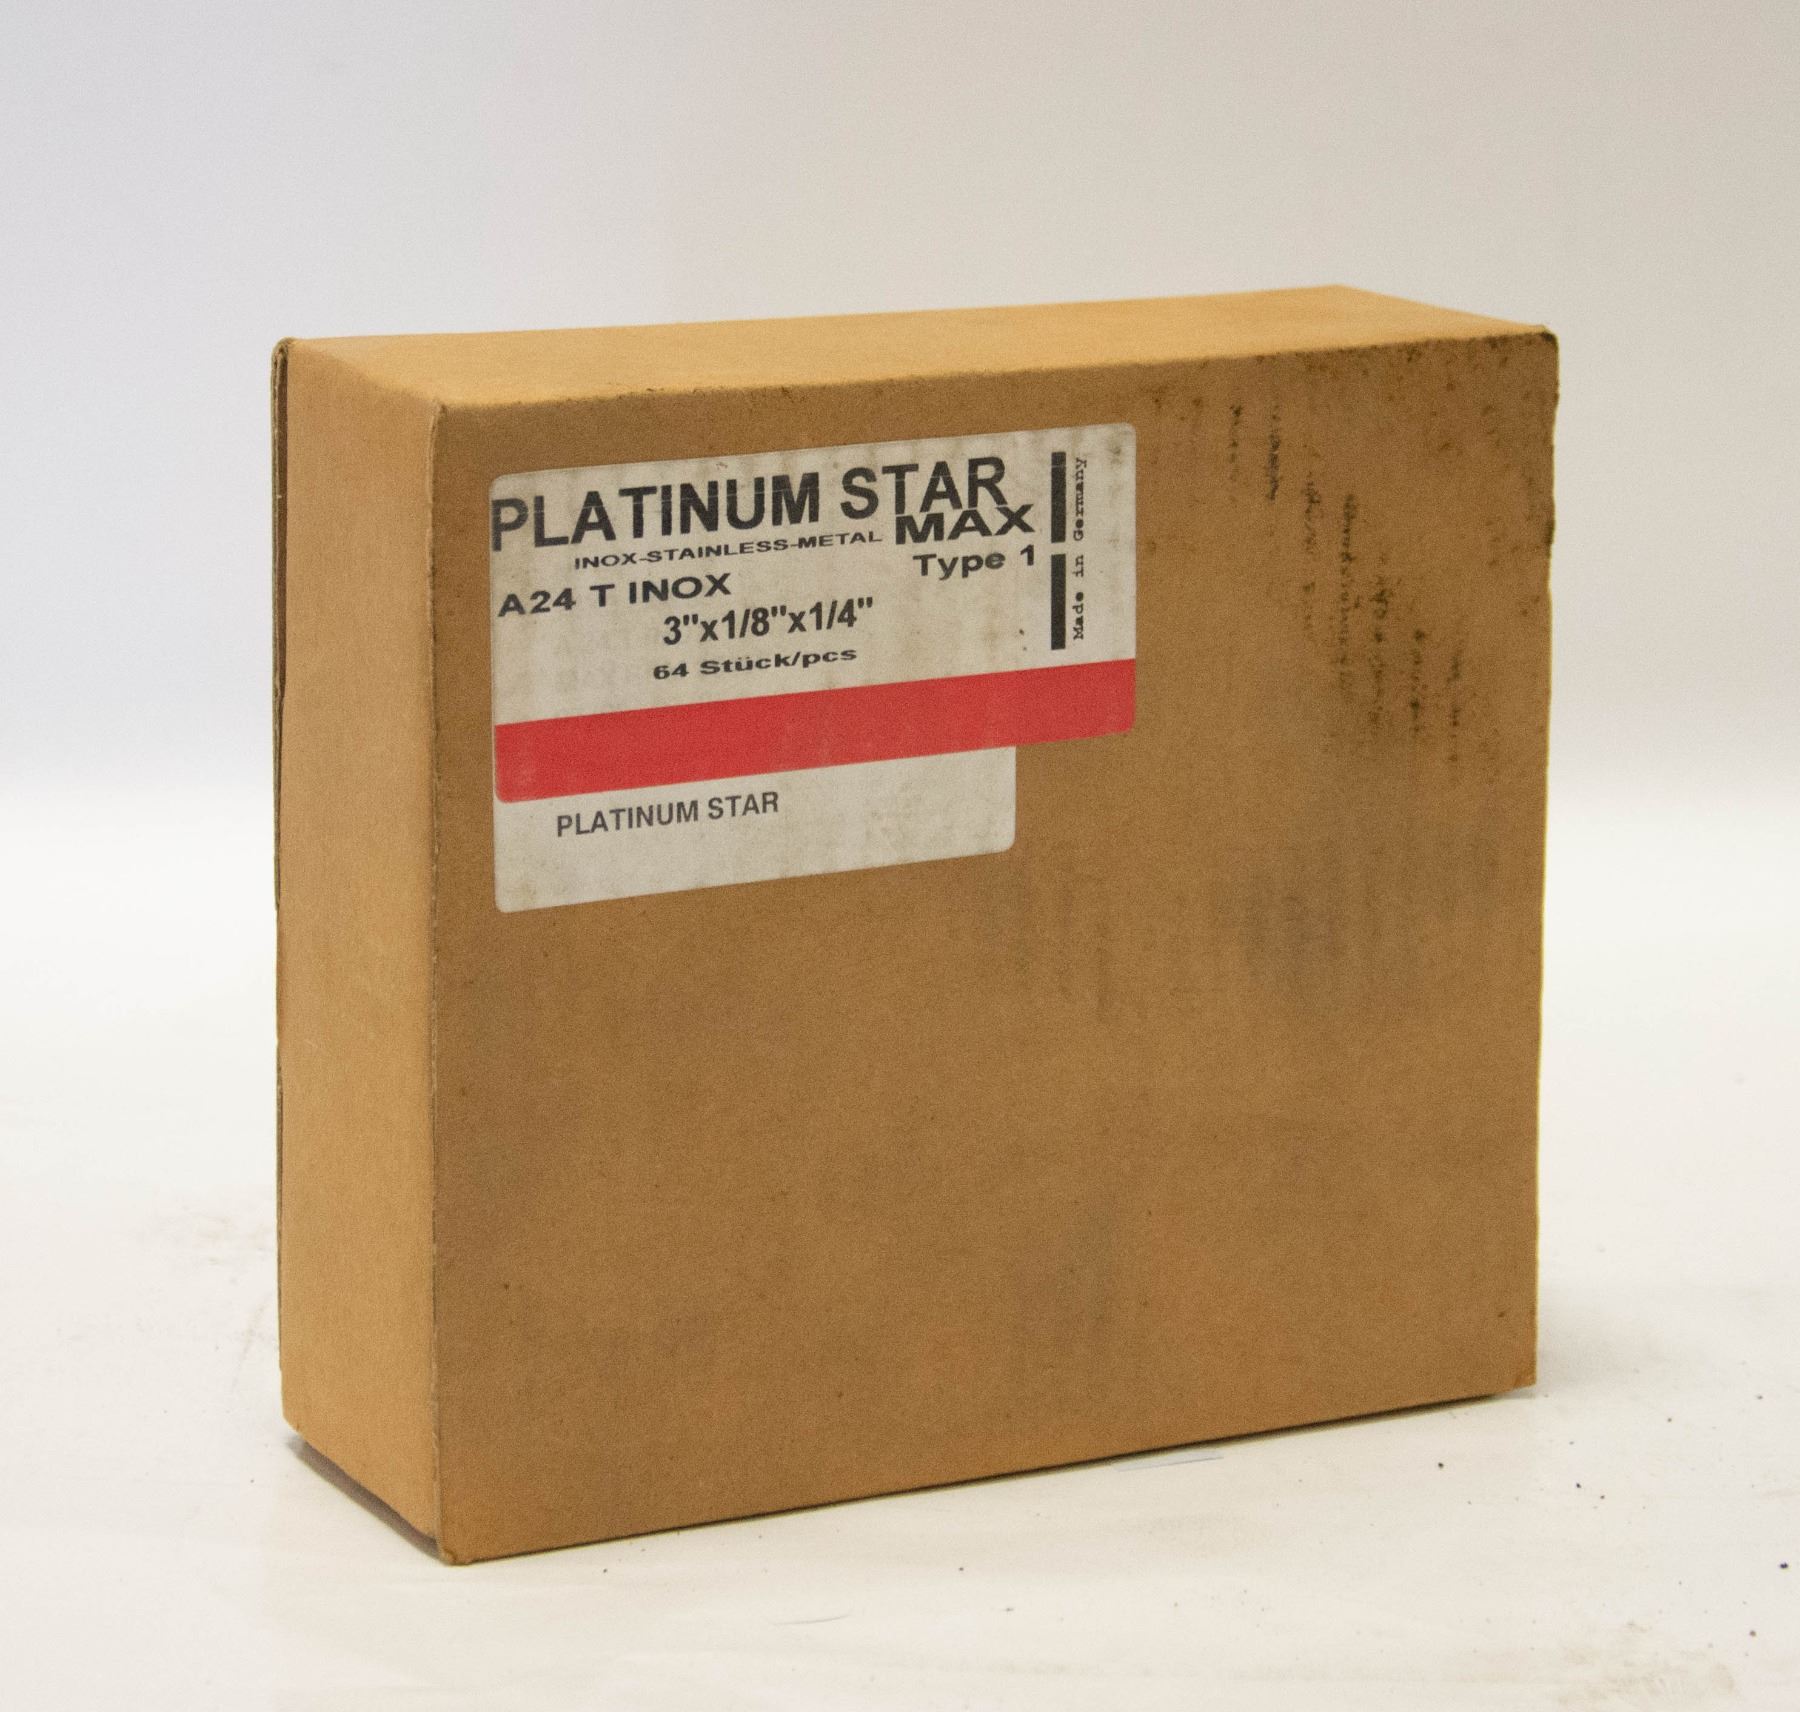 PLATINUM STAR
MAX
INOX-STAINLESS-METAL
Type 1
A24 T INOX
3"x1/8"x1/4"
64 Stück/pcs
Made in Germany
PLATINUM STAR